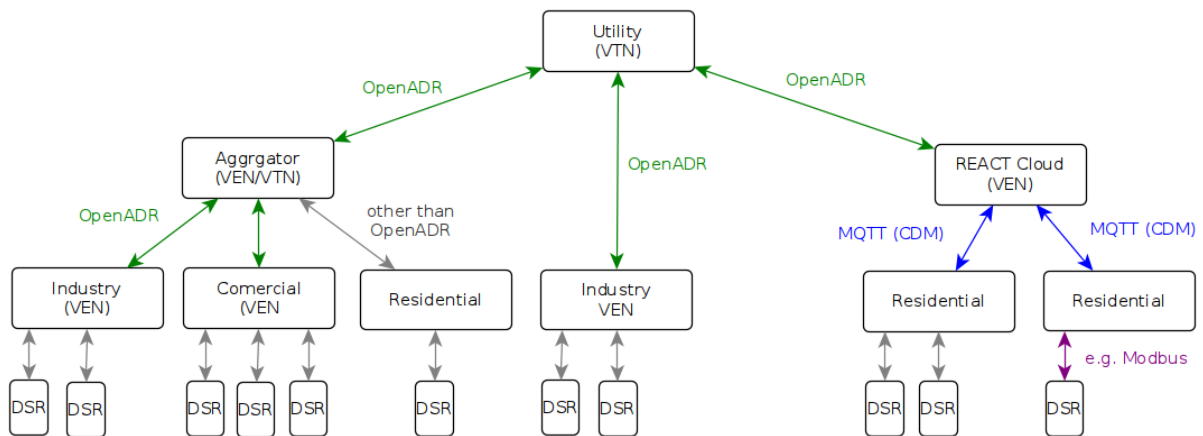 Utility
(VTN)
OpenADR
OpenADR
Aggrgator
(VEN/VTN)
OpenADR
REACT Cloud
(VEN)
OpenADR
other than
OpenADR
MQTT (CDM)
MQTT (CDM)
Industry
(VEN)
Comercial
(VEN
Residential
Industry
VEN
Residential
Residential
e.g. Modbus
DSR
DSR
DSR
DSR
DSR
DSR
DSR
DSR
DSR
DSR
DSR